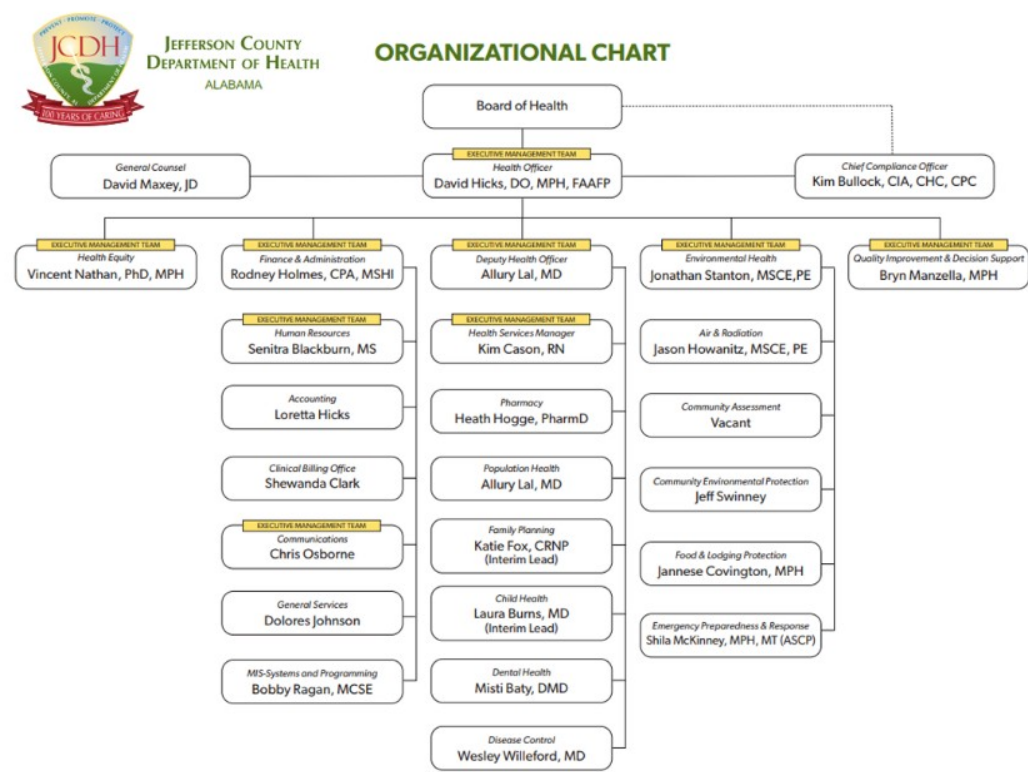 PREVENT · PROMOTE · PROTECT
JCDH
100 YEARS OF CARING
JEFFERSON COUNTY
DEPARTMENT OF HEALTH
ALABAMA
ORGANIZATIONAL CHART
Board of Health
General Counsel
David Maxey, JD
EXECUTIVE MANAGEMENT TEAM
Health Officer
David Hicks, DO, MPH, FAAFP
Chief Compliance Officer
Kim Bullock, CIA, CHC, CPC
EXECUTIVE MANAGEMENT TEAM
Health Equity
Vincent Nathan, PhD, MPH
EXECUTIVE MANAGEMENT TEAM
Finance & Administration
Rodney Holmes, CPA, MSHI
EXECUTIVE MANAGEMENT TEAM
Deputy Health Officer
Allury Lal, MD
EXECUTIVE MANAGEMENT TEAM
Environmental Health
Jonathan Stanton, MSCE,PE
EXECUTIVE MANAGEMENT TEAM
Quality Improvement & Decision Support
Bryn Manzella, MPH
EXECUTIVE MANAGEMENT TEAM
Human Resources
Senitra Blackburn, MS
Accounting
Loretta Hicks
Clinical Billing Office
Shewanda Clark
EXECUTIVE MANAGEMENT TEAM
Communications
Chris Osborne
General Services
Dolores Johnson
MIS-Systems and Programming
Bobby Ragan, MCSE
EXECUTIVE MANAGEMENT TEAM
Health Services Manager
Kim Cason, RN
Pharmacy
Heath Hogge, PharmD
Population Health
Allury Lal, MD
Family Planning
Katie Fox, CRNP
(Interim Lead)
Child Health
Laura Burns, MD
(Interim Lead)
Dental Health
Misti Baty, DMD
Disease Control
Wesley Willeford, MD
Air & Radiation
Jason Howanitz, MSCE, PE
Community Assessment
Vacant
Community Environmental Protection
Jeff Swinney
Food & Lodging Protection
Jannese Covington, MPH
Emergency Preparedness & Response
Shila McKinney, MPH, MT (ASCP)